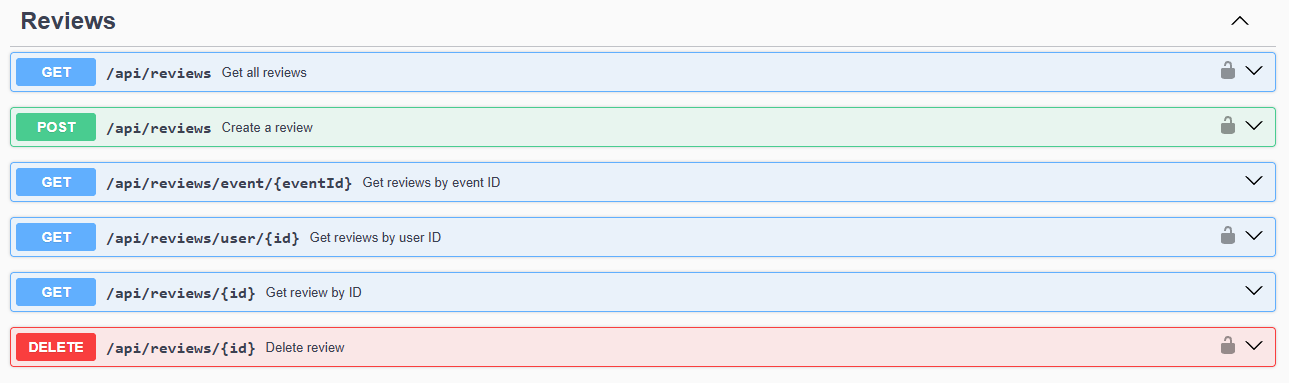 Reviews
GET /api/reviews Get all reviews
POST /api/reviews Create a review
GET /api/reviews/event/{eventId} Get reviews by event ID
GET /api/reviews/user/{id} Get reviews by user ID
GET /api/reviews/{id} Get review by ID
DELETE /api/reviews/{id} Delete review